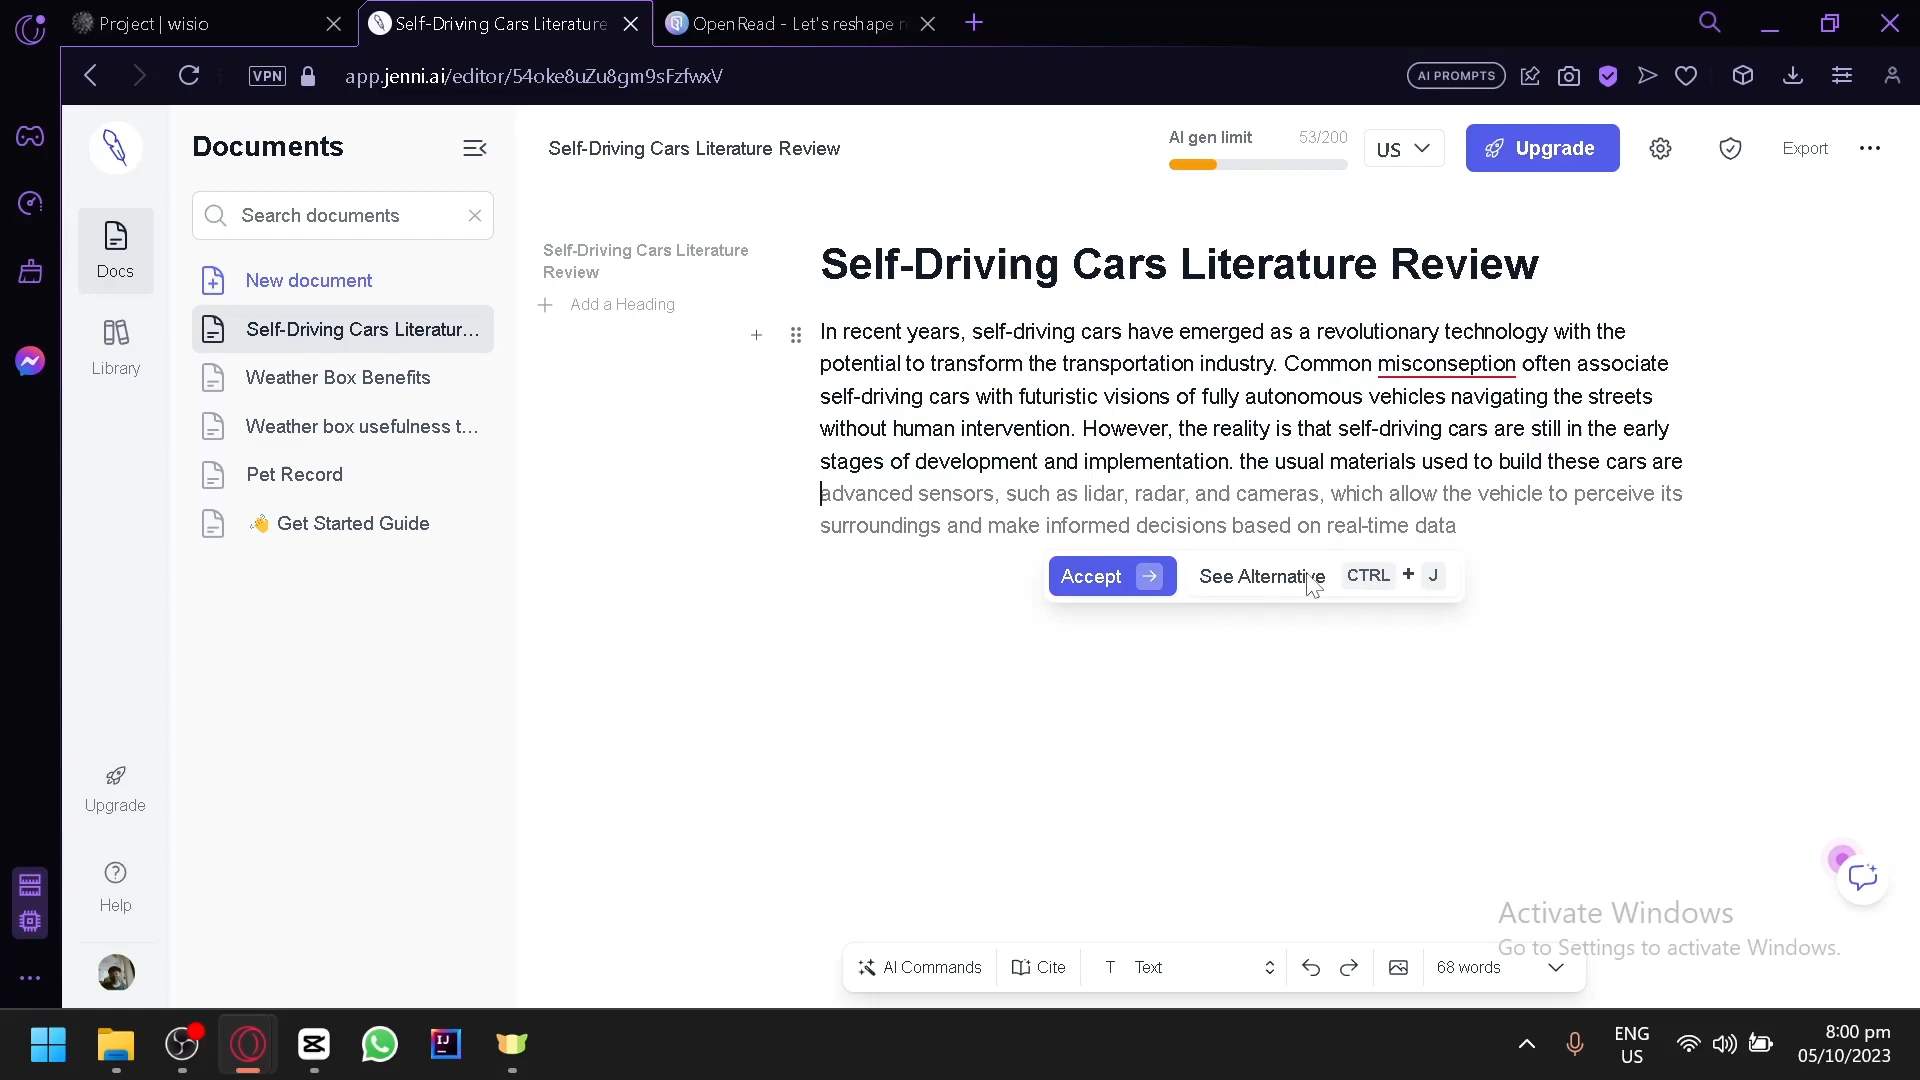 Project | wisio
Self-Driving Cars Literature
OpenRead - Let's reshape r
VPN
app.jenni.ai/editor/54oke8uZu8gm9sFzfwxV
AI PROMPTS
Documents
Self-Driving Cars Literature Review
AI gen limit
53/200
US
Upgrade
Export
Search documents
Docs
Library
New document
Self-Driving Cars Literatur...
Weather Box Benefits
Weather box usefulness t...
Pet Record
👋 Get Started Guide
Self-Driving Cars Literature
Review
Add a Heading
Self-Driving Cars Literature Review
In recent years, self-driving cars have emerged as a revolutionary technology with the
potential to transform the transportation industry. Common misconseption often associate
self-driving cars with futuristic visions of fully autonomous vehicles navigating the streets
without human intervention. However, the reality is that self-driving cars are still in the early
stages of development and implementation. the usual materials used to build these cars are
advanced sensors, such as lidar, radar, and cameras, which allow the vehicle to perceive its
surroundings and make informed decisions based on real-time data
Accept
See Alternative CTRL + J
Upgrade
Help
Activate Windows
Go to Settings to activate Windows.
AI Commands
Cite
T Text
68 words
IJ
ENG
US
8:00 pm
05/10/2023